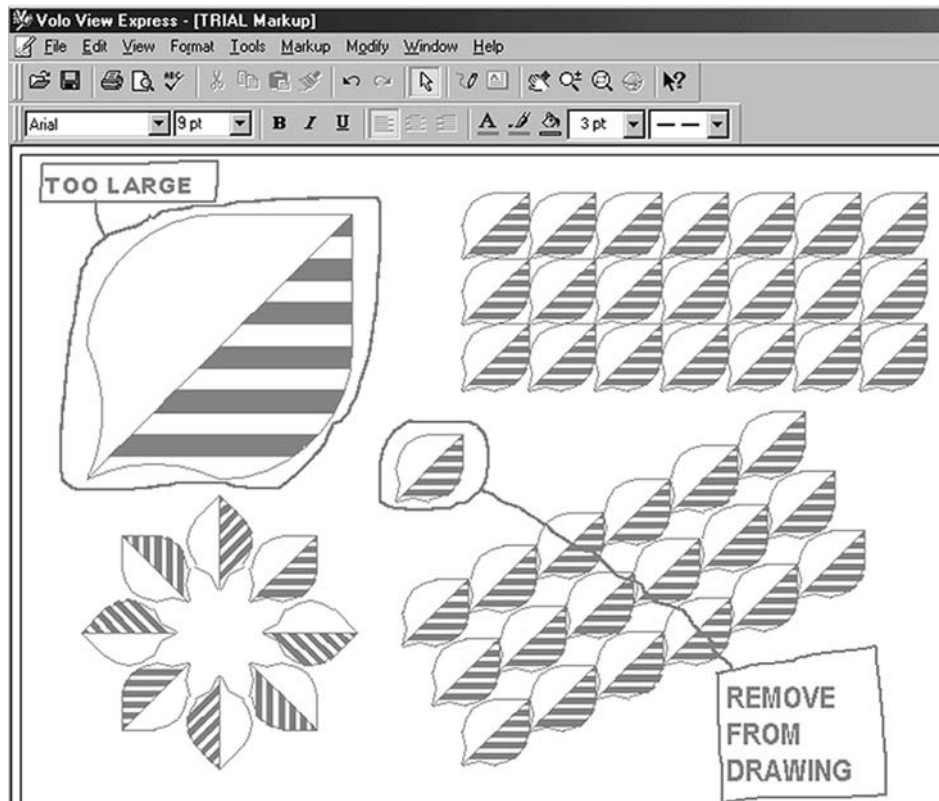 Volo View Express - [TRIAL Markup]
File Edit View Format Tools Markup Modify Window Help
ABC
Arial 9 pt B I U A 3 pt
TOO LARGE
REMOVE
FROM
DRAWING